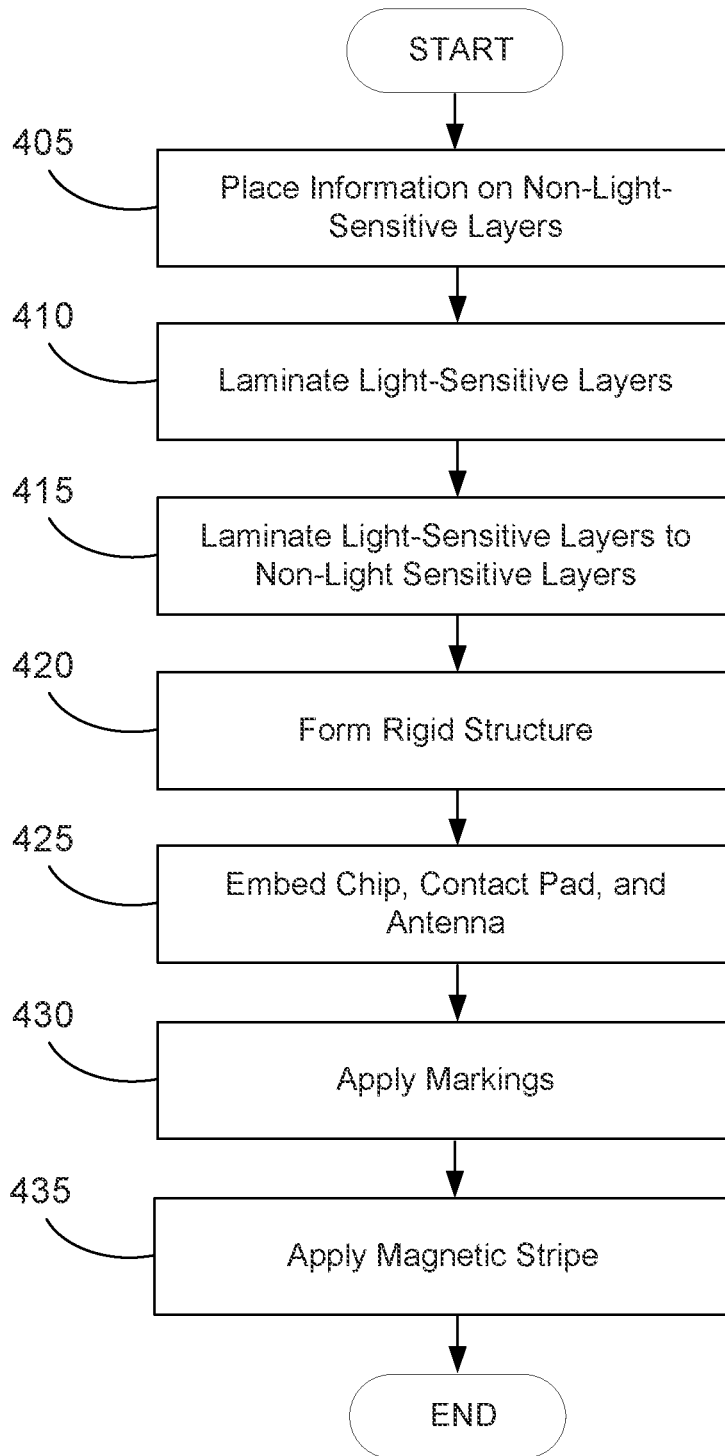 START
405
Place Information on Non-Light-
Sensitive Layers
410
Laminate Light-Sensitive Layers
415
Laminate Light-Sensitive Layers to
Non-Light Sensitive Layers
420
Form Rigid Structure
425
Embed Chip, Contact Pad, and
Antenna
430
Apply Markings
435
Apply Magnetic Stripe
END